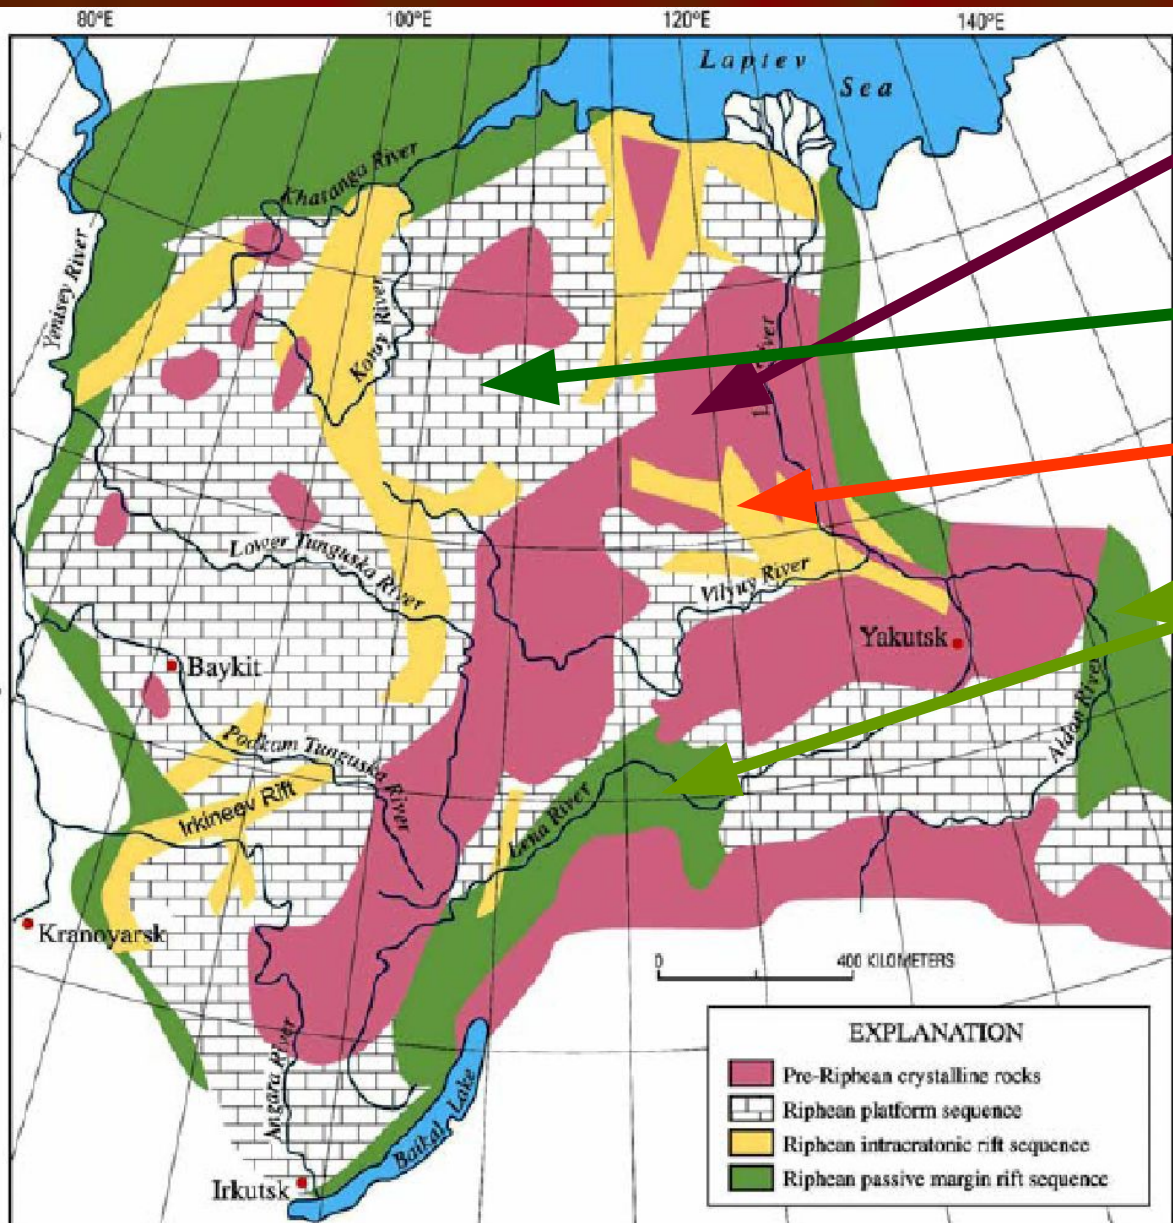 80°E 100°E 120°E 140°E
Laptev
Sea
Khatanga River
Yenisey River
Kotuy River
River
Lower Tunguska River
Vilyuy River
Yakutsk
Baykit
Aldan River
Podkam Tunguska River
Irkineev Rift
Lena River
Kranoyarsk
0 400 KILOMETERS
Angara River
Baikal Lake
Irkutsk
EXPLANATION
Pre-Riphean crystalline rocks
Riphean platform sequence
Riphean intracratonic rift sequence
Riphean passive margin rift sequence